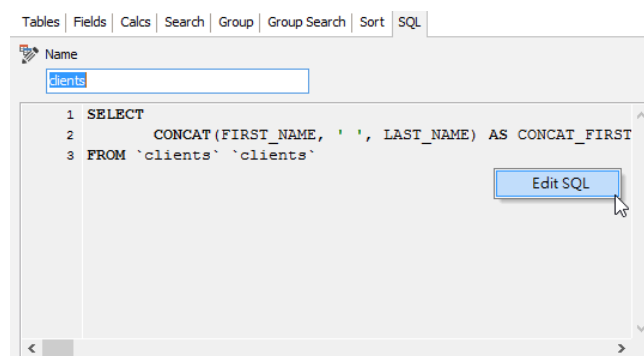 Tables Fields Calcs Search Group Group Search Sort SQL
Name
clients
1 SELECT
2 CONCAT(FIRST_NAME, ' ', LAST_NAME) AS CONCAT_FIRST
3 FROM `clients` `clients`
Edit SQL